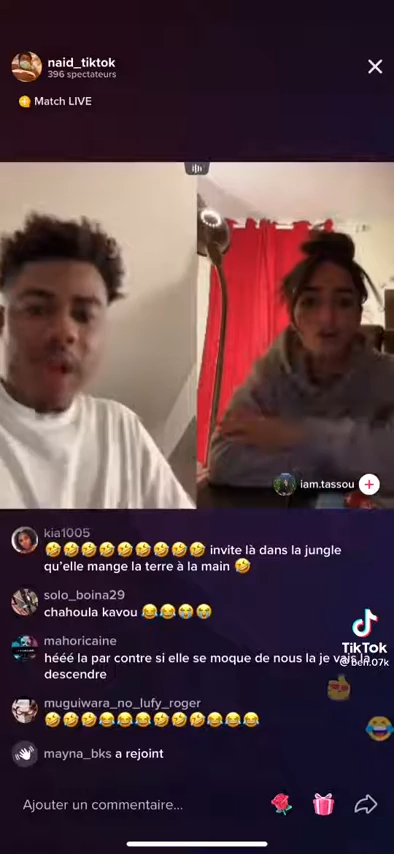 naid_tiktok
396 spectateurs
Match LIVE
iam.tassou
kia1005
🤣🤣🤣🤣🤣🤣🤣🤣🤣 invite là dans la jungle
qu'elle mange la terre à la main 🤣
solo_boina29
chahoula kavou 😂😂😭😭
mahoricaine
hééé la par contre si elle se moque de nous la je vais la
descendre
TikTok
muguiwara_no_lufy_roger
🤣🤣🤣😂😂😂🤣🤣🤣😂😂😂
mayna_bks a rejoint
Ajouter un commentaire...